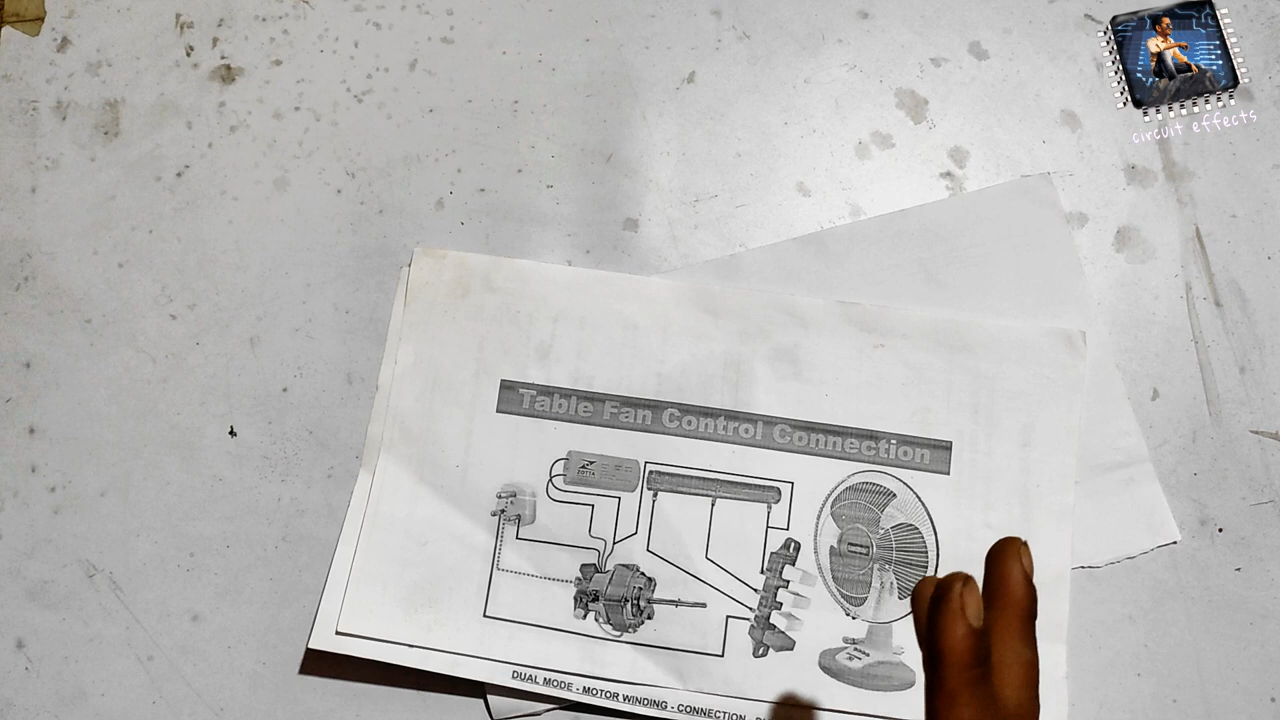 circuit effects
Table Fan Control Connection
ZOTTA
DUAL MODE - MOTOR WINDING - CONNECTION